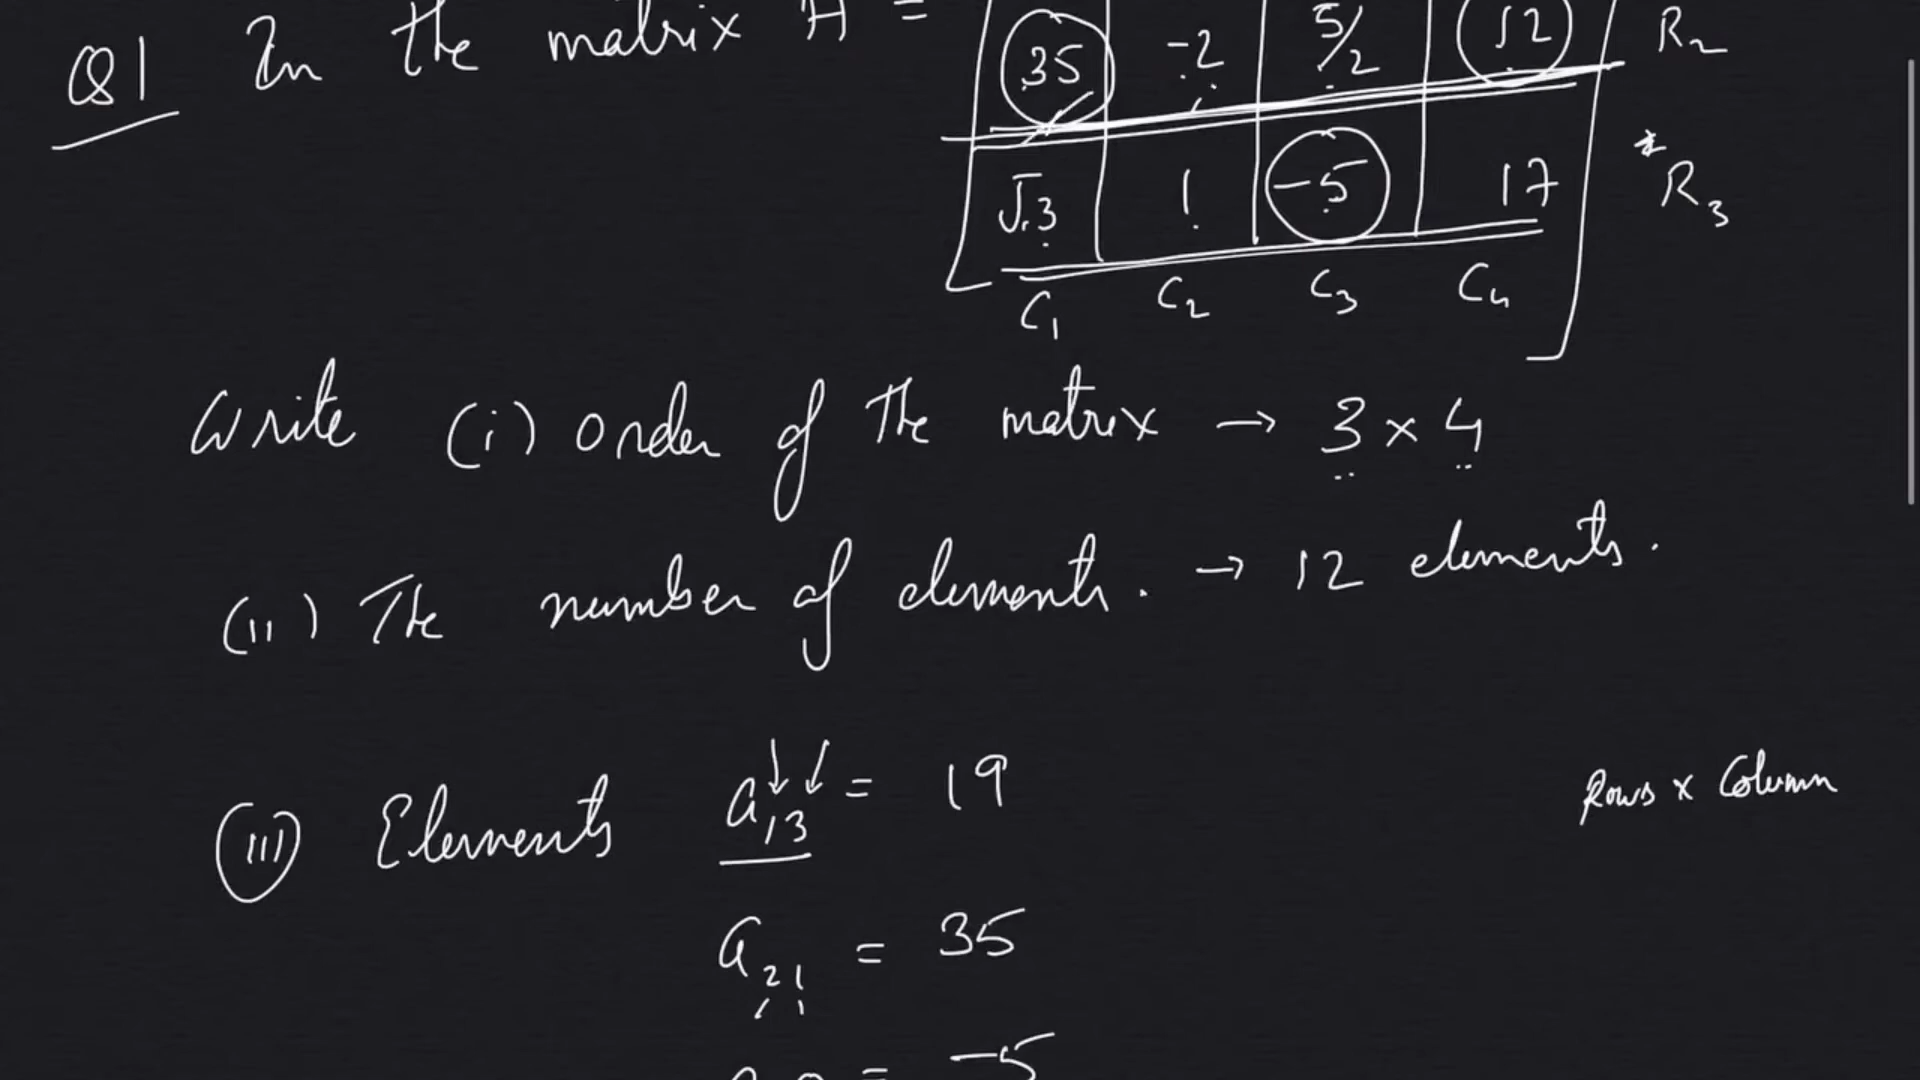 Q1 In the matrix A =
35 -2 5/2 12 R2
√3 1 -5 17 * R3
C1 C2 C3 C4
Write (i) order of the matrix → 3 × 4
(ii) The number of elements. → 12 elements.
(iii) Elements a13 = 19
Rows × Column
a21 = 35
= -5